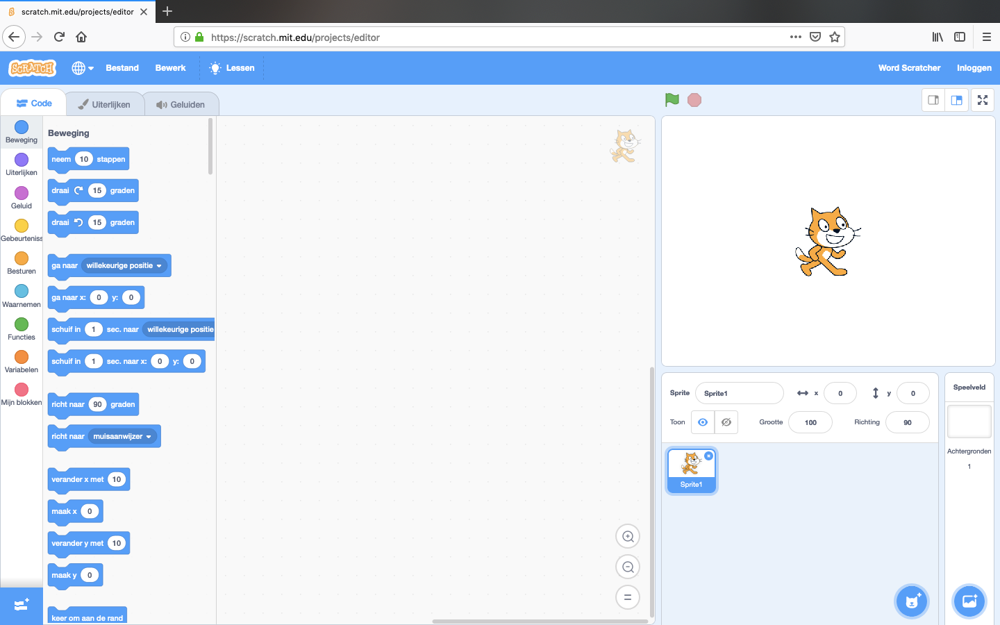 scratch.mit.edu/projects/editor
https://scratch.mit.edu/projects/editor
SCRATCH
Bestand
Bewerk
Lessen
Word Scratcher
Inloggen
Code
Uiterlijken
Geluiden
Beweging
Uiterlijken
Geluid
Gebeurteniss
Besturen
Waarnemen
Functies
Variabelen
Mijn blokken
Beweging
neem 10 stappen
draai 15 graden
draai 15 graden
ga naar willekeurige positie
ga naar x: 0 y: 0
schuif in 1 sec. naar willekeurige positie
schuif in 1 sec. naar x: 0 y: 0
richt naar 90 graden
richt naar muisaanwijzer
verander x met 10
maak x 0
verander y met 10
maak y 0
keer om aan de rand
Sprite Sprite1 x 0 y 0
Toon Grootte 100 Richting 90
Sprite1
Speelveld
Achtergronden
1